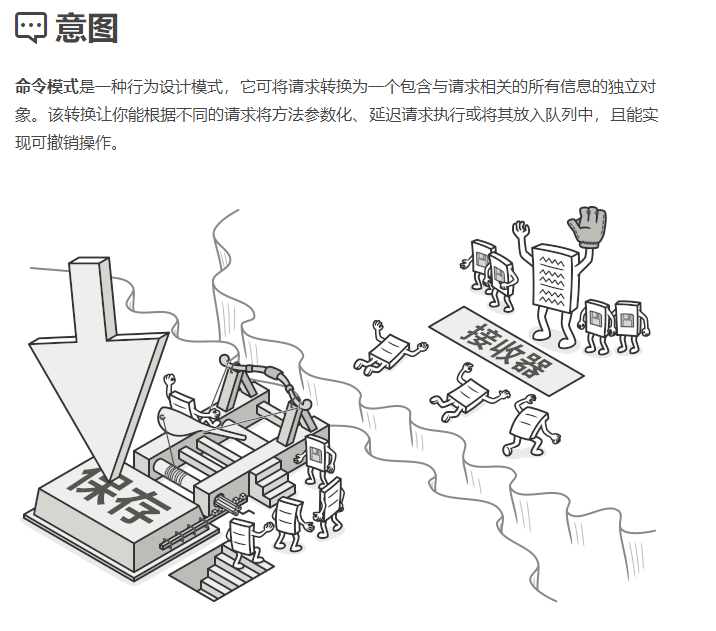 意图
命令模式是一种行为设计模式，它可将请求转换为一个包含与请求相关的所有信息的独立对
象。该转换让你能根据不同的请求将方法参数化、延迟请求执行或将其放入队列中，且能实
现可撤销操作。
接收器
保存